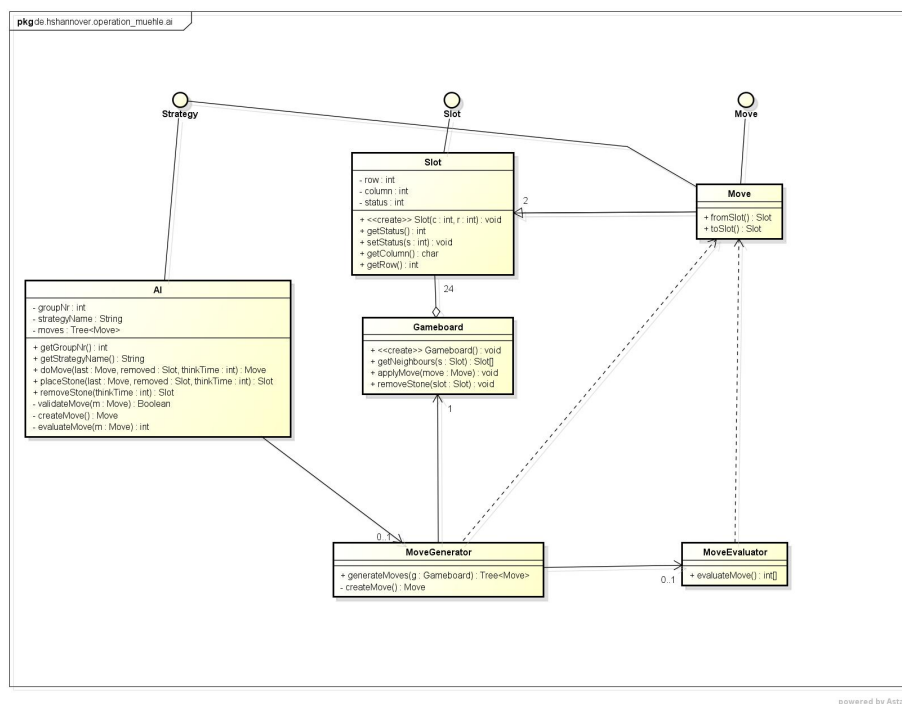 pkg de.hshannover.operation_muehle.ai
Strategy
Slot
Move
Slot
- row : int
- column : int
- status : int
+ <<create>> Slot(c : int, r : int) : void
+ getStatus() : int
+ setStatus(s : int) : void
+ getColumn() : char
+ getRow() : int
2
Move
+ fromSlot() : Slot
+ toSlot() : Slot
AI
- groupNr : int
- strategyName : String
- moves : Tree<Move>
+ getGroupNr() : int
+ getStrategyName() : String
+ doMove(last : Move, removed : Slot, thinkTime : int) : Move
+ placeStone(last : Move, removed : Slot, thinkTime : int) : Slot
+ removeStone(thinkTime : int) : Slot
- validateMove(m : Move) : Boolean
- createMove() : Move
- evaluateMove(m : Move) : int
24
Gameboard
+ <<create>> Gameboard() : void
+ getNeighbours(s : Slot) : Slot[]
+ applyMove(move : Move) : void
+ removeStone(slot : Slot) : void
1
0..1
MoveGenerator
+ generateMoves(g : Gameboard) : Tree<Move>
- createMove() : Move
0..1
MoveEvaluator
+ evaluateMove() : int[]
powered by Asta